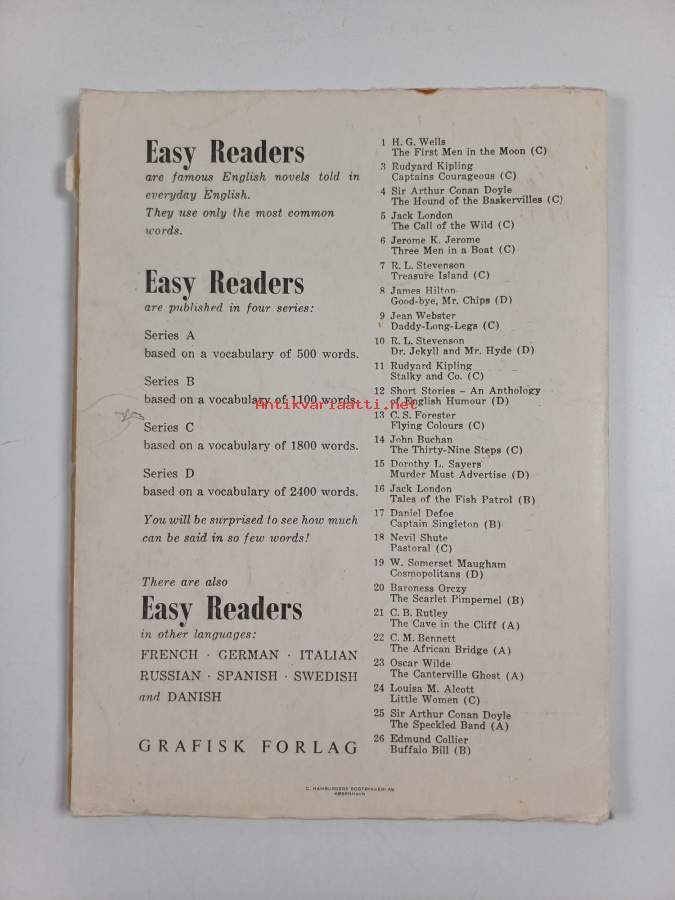 Easy Readers
are famous English novels told in
everyday English.
They use only the most common
words.
Easy Readers
are published in four series:
Series A
based on a vocabulary of 500 words.
Series B
based on a vocabulary of 1100 words.
Series C
based on a vocabulary of 1800 words.
Series D
based on a vocabulary of 2400 words.
You will be surprised to see how much
can be said in so few words!
There are also
Easy Readers
in other languages:
FRENCH · GERMAN · ITALIAN
RUSSIAN · SPANISH · SWEDISH
and DANISH
GRAFISK FORLAG
1 H. G. Wells
The First Men in the Moon (C)
3 Rudyard Kipling
Captains Courageous (C)
4 Sir Arthur Conan Doyle
The Hound of the Baskervilles (C)
5 Jack London
The Call of the Wild (C)
6 Jerome K. Jerome
Three Men in a Boat (C)
7 R. L. Stevenson
Treasure Island (C)
8 James Hilton
Good-bye, Mr. Chips (D)
9 Jean Webster
Daddy-Long-Legs (C)
10 R. L. Stevenson
Dr. Jekyll and Mr. Hyde (D)
11 Rudyard Kipling
Stalky and Co. (C)
12 Short Stories – An Anthology
of English Humour (D)
13 C. S. Forester
Flying Colours (C)
14 John Buchan
The Thirty-Nine Steps (C)
15 Dorothy L. Sayers
Murder Must Advertise (D)
16 Jack London
Tales of the Fish Patrol (B)
17 Daniel Defoe
Captain Singleton (B)
18 Nevil Shute
Pastoral (C)
19 W. Somerset Maugham
Cosmopolitans (D)
20 Baroness Orczy
The Scarlet Pimpernel (B)
21 C. B. Rutley
The Cave in the Cliff (A)
22 C. M. Bennett
The African Bridge (A)
23 Oscar Wilde
The Canterville Ghost (A)
24 Louisa M. Alcott
Little Women (C)
25 Sir Arthur Conan Doyle
The Speckled Band (A)
26 Edmund Collier
Buffalo Bill (B)
C. HAMBURGERS BOGTRYKKERI A/S
KØBENHAVN
Antikvariaatti.net